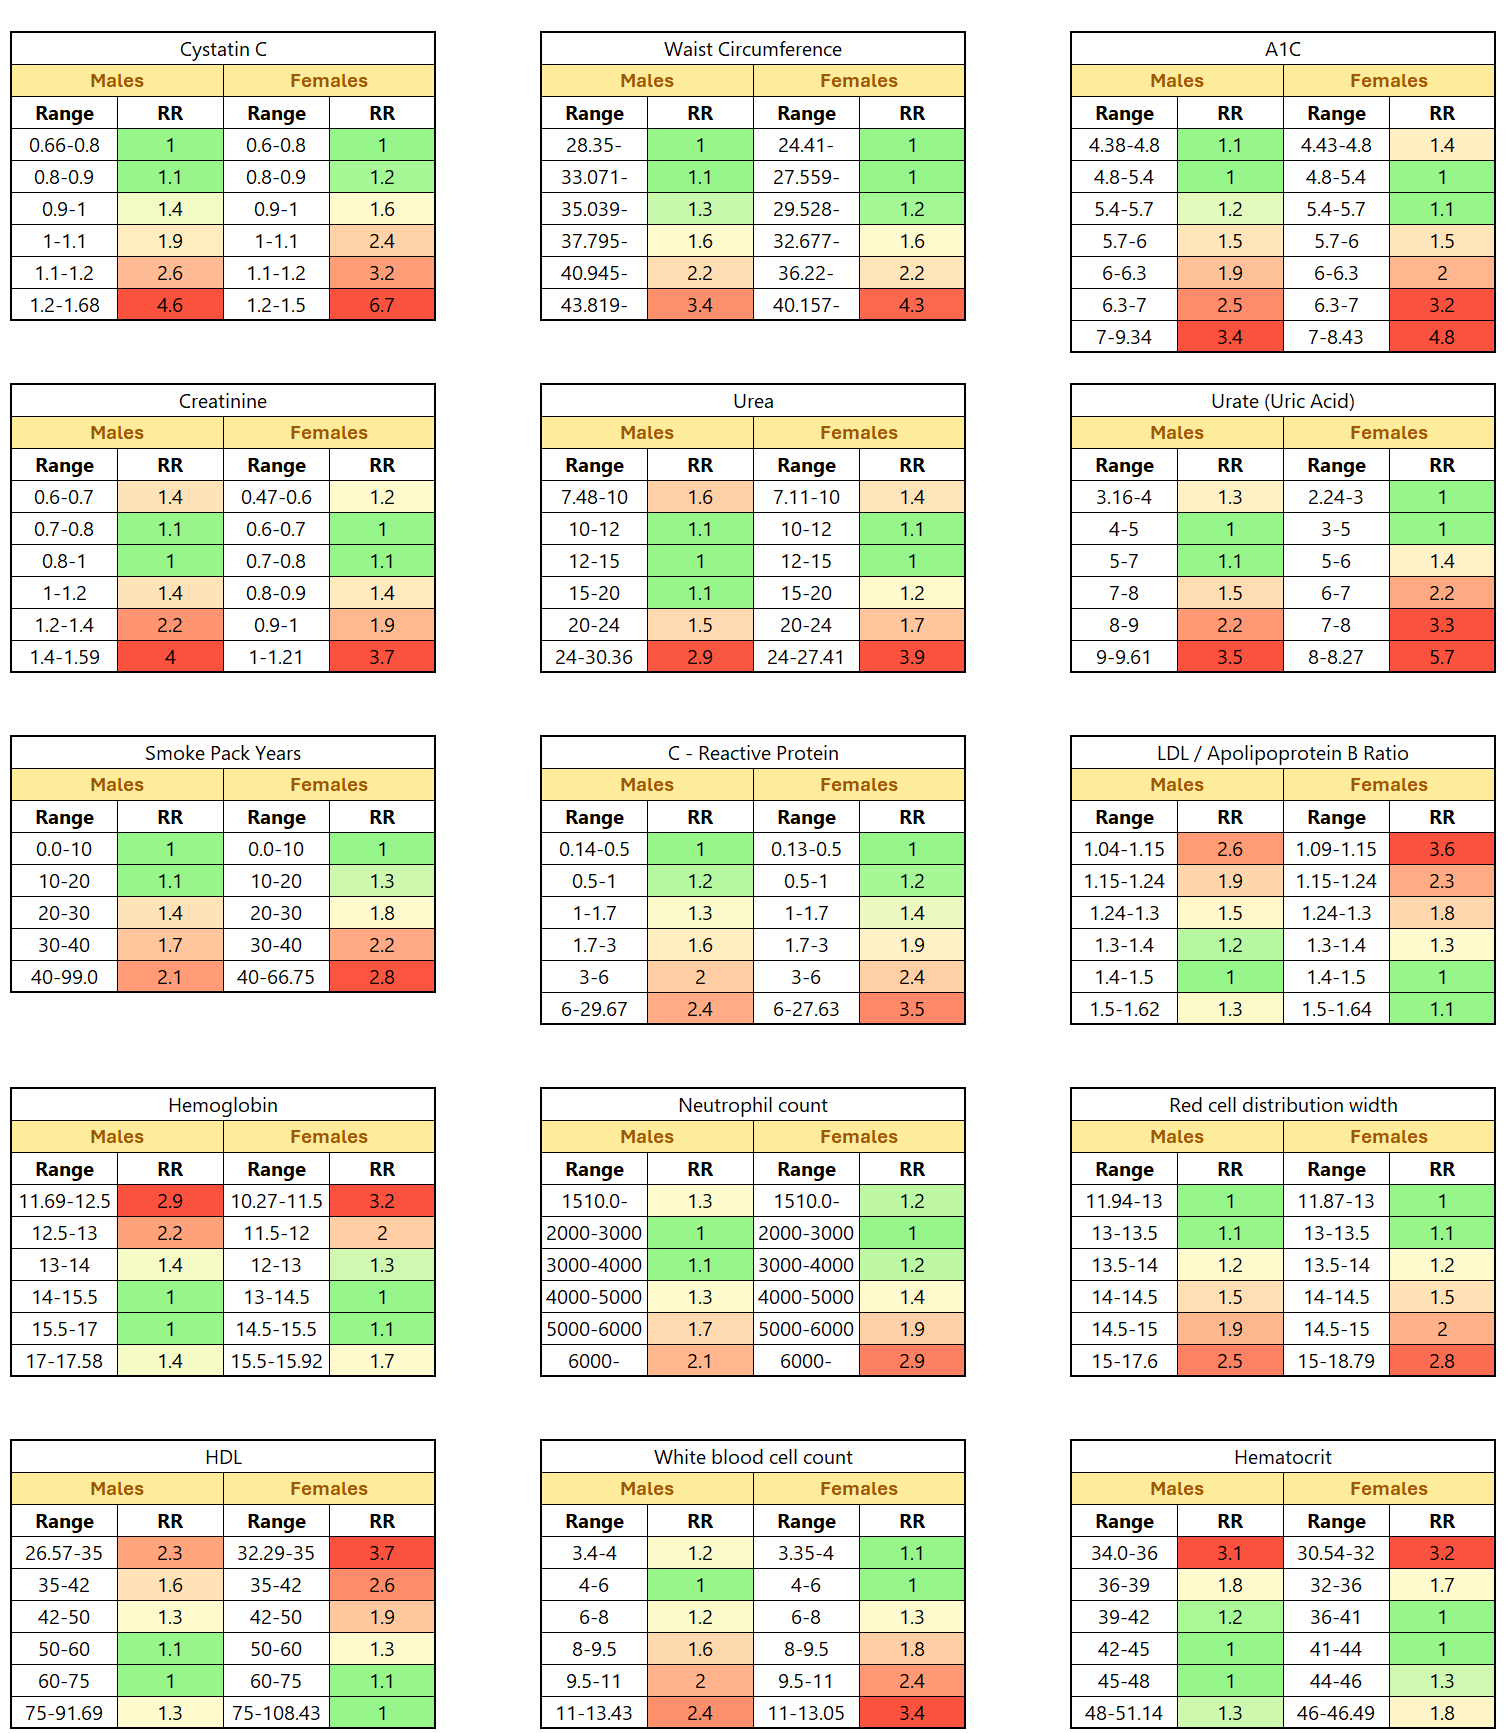 Cystatin C
Males Females
Range RR Range RR
0.66-0.8 1 0.6-0.8 1
0.8-0.9 1.1 0.8-0.9 1.2
0.9-1 1.4 0.9-1 1.6
1-1.1 1.9 1-1.1 2.4
1.1-1.2 2.6 1.1-1.2 3.2
1.2-1.68 4.6 1.2-1.5 6.7
Waist Circumference
Males Females
Range RR Range RR
28.35- 1 24.41- 1
33.071- 1.1 27.559- 1
35.039- 1.3 29.528- 1.2
37.795- 1.6 32.677- 1.6
40.945- 2.2 36.22- 2.2
43.819- 3.4 40.157- 4.3
A1C
Males Females
Range RR Range RR
4.38-4.8 1.1 4.43-4.8 1.4
4.8-5.4 1 4.8-5.4 1
5.4-5.7 1.2 5.4-5.7 1.1
5.7-6 1.5 5.7-6 1.5
6-6.3 1.9 6-6.3 2
6.3-7 2.5 6.3-7 3.2
7-9.34 3.4 7-8.43 4.8
Creatinine
Males Females
Range RR Range RR
0.6-0.7 1.4 0.47-0.6 1.2
0.7-0.8 1.1 0.6-0.7 1
0.8-1 1 0.7-0.8 1.1
1-1.2 1.4 0.8-0.9 1.4
1.2-1.4 2.2 0.9-1 1.9
1.4-1.59 4 1-1.21 3.7
Urea
Males Females
Range RR Range RR
7.48-10 1.6 7.11-10 1.4
10-12 1.1 10-12 1.1
12-15 1 12-15 1
15-20 1.1 15-20 1.2
20-24 1.5 20-24 1.7
24-30.36 2.9 24-27.41 3.9
Urate (Uric Acid)
Males Females
Range RR Range RR
3.16-4 1.3 2.24-3 1
4-5 1 3-5 1
5-7 1.1 5-6 1.4
7-8 1.5 6-7 2.2
8-9 2.2 7-8 3.3
9-9.61 3.5 8-8.27 5.7
Smoke Pack Years
Males Females
Range RR Range RR
0.0-10 1 0.0-10 1
10-20 1.1 10-20 1.3
20-30 1.4 20-30 1.8
30-40 1.7 30-40 2.2
40-99.0 2.1 40-66.75 2.8
C - Reactive Protein
Males Females
Range RR Range RR
0.14-0.5 1 0.13-0.5 1
0.5-1 1.2 0.5-1 1.2
1-1.7 1.3 1-1.7 1.4
1.7-3 1.6 1.7-3 1.9
3-6 2 3-6 2.4
6-29.67 2.4 6-27.63 3.5
LDL / Apolipoprotein B Ratio
Males Females
Range RR Range RR
1.04-1.15 2.6 1.09-1.15 3.6
1.15-1.24 1.9 1.15-1.24 2.3
1.24-1.3 1.5 1.24-1.3 1.8
1.3-1.4 1.2 1.3-1.4 1.3
1.4-1.5 1 1.4-1.5 1
1.5-1.62 1.3 1.5-1.64 1.1
Hemoglobin
Males Females
Range RR Range RR
11.69-12.5 2.9 10.27-11.5 3.2
12.5-13 2.2 11.5-12 2
13-14 1.4 12-13 1.3
14-15.5 1 13-14.5 1
15.5-17 1 14.5-15.5 1.1
17-17.58 1.4 15.5-15.92 1.7
Neutrophil count
Males Females
Range RR Range RR
1510.0- 1.3 1510.0- 1.2
2000-3000 1 2000-3000 1
3000-4000 1.1 3000-4000 1.2
4000-5000 1.3 4000-5000 1.4
5000-6000 1.7 5000-6000 1.9
6000- 2.1 6000- 2.9
Red cell distribution width
Males Females
Range RR Range RR
11.94-13 1 11.87-13 1
13-13.5 1.1 13-13.5 1.1
13.5-14 1.2 13.5-14 1.2
14-14.5 1.5 14-14.5 1.5
14.5-15 1.9 14.5-15 2
15-17.6 2.5 15-18.79 2.8
HDL
Males Females
Range RR Range RR
26.57-35 2.3 32.29-35 3.7
35-42 1.6 35-42 2.6
42-50 1.3 42-50 1.9
50-60 1.1 50-60 1.3
60-75 1 60-75 1.1
75-91.69 1.3 75-108.43 1
White blood cell count
Males Females
Range RR Range RR
3.4-4 1.2 3.35-4 1.1
4-6 1 4-6 1
6-8 1.2 6-8 1.3
8-9.5 1.6 8-9.5 1.8
9.5-11 2 9.5-11 2.4
11-13.43 2.4 11-13.05 3.4
Hematocrit
Males Females
Range RR Range RR
34.0-36 3.1 30.54-32 3.2
36-39 1.8 32-36 1.7
39-42 1.2 36-41 1
42-45 1 41-44 1
45-48 1 44-46 1.3
48-51.14 1.3 46-46.49 1.8